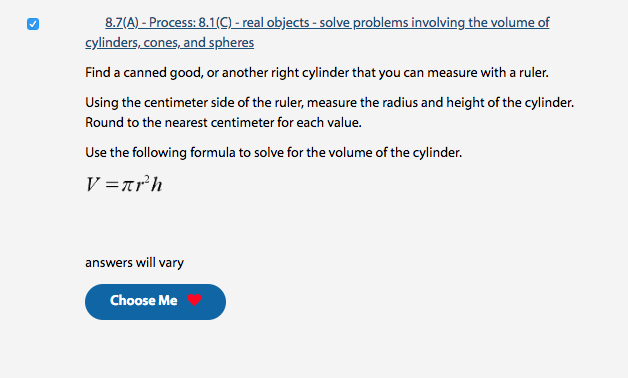 8.7(A) - Process: 8.1(C) - real objects - solve problems involving the volume of
cylinders, cones, and spheres
Find a canned good, or another right cylinder that you can measure with a ruler.
Using the centimeter side of the ruler, measure the radius and height of the cylinder.
Round to the nearest centimeter for each value.
Use the following formula to solve for the volume of the cylinder.
V = πr²h
answers will vary
Choose Me